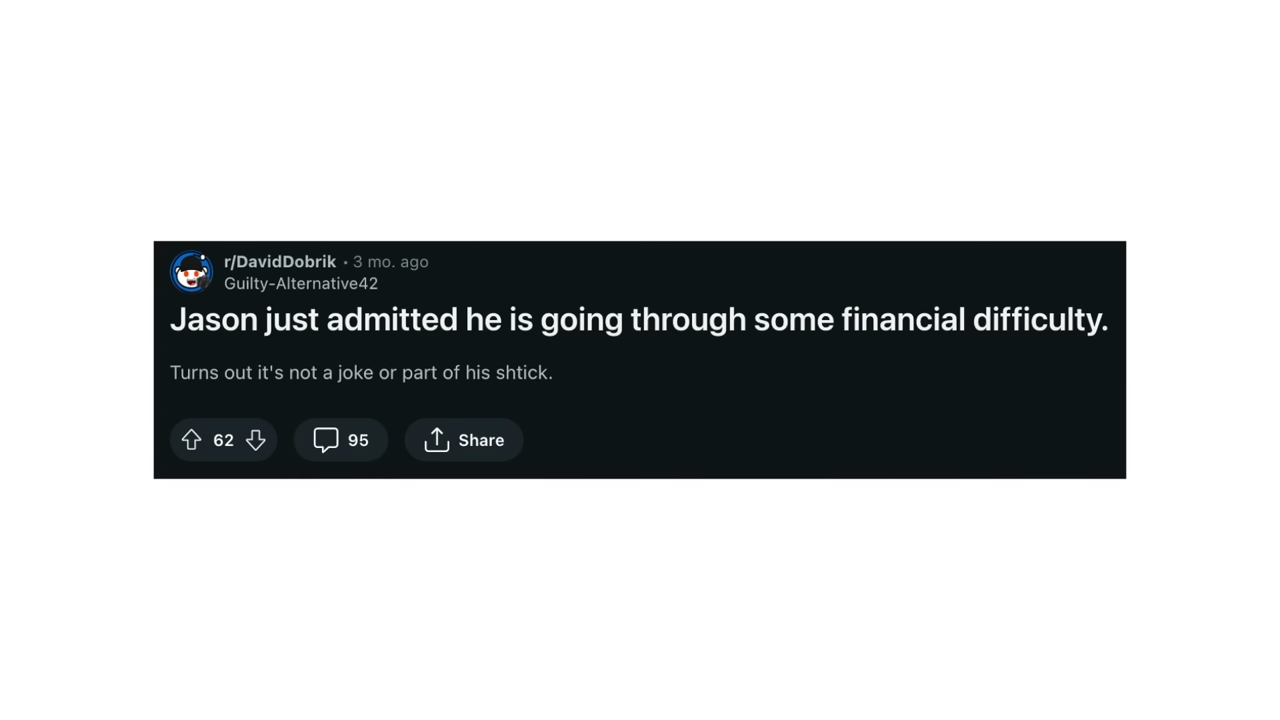 r/DavidDobrik • 3 mo. ago
Guilty-Alternative42
Jason just admitted he is going through some financial difficulty.
Turns out it's not a joke or part of his shtick.
62 95 Share